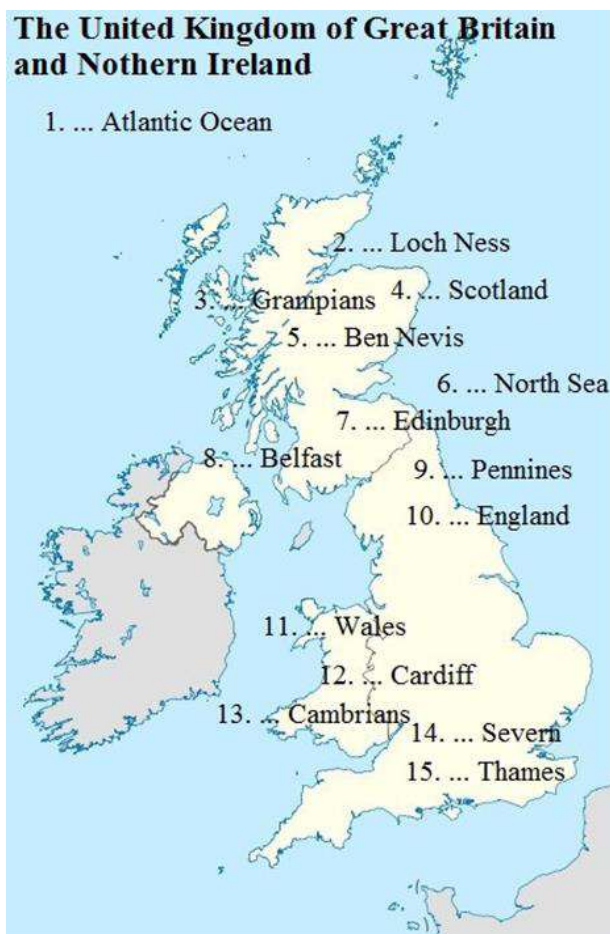 The United Kingdom of Great Britain
and Nothern Ireland
1. ... Atlantic Ocean
2. ... Loch Ness
3. ... Grampians
4. ... Scotland
5. ... Ben Nevis
6. ... North Sea
7. ... Edinburgh
8. ... Belfast
9. ... Pennines
10. ... England
11. ... Wales
12. ... Cardiff
13. ... Cambrians
14. ... Severn
15. ... Thames